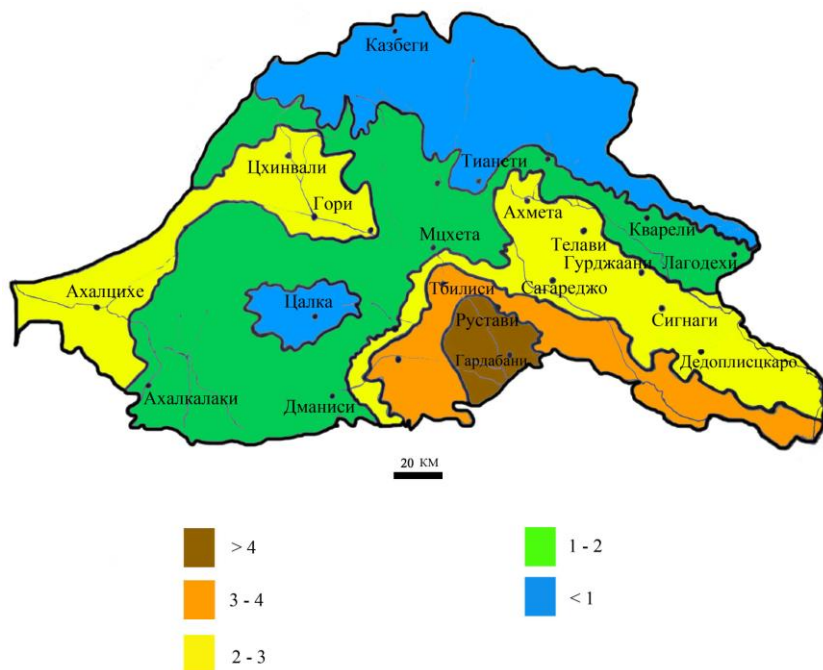 Казбеги
Тианети
Цхинвали
Ахмета
Гори
Кварели
Мцхета
Телави
Гурджаани
Лагодехи
Ахалцихе
Цалка
Тбилиси
Сагареджо
Рустави
Сигнаги
Гардабани
Дедоплисцкаро
Ахалкалаки
Дманиси
20 км
> 4
1 - 2
3 - 4
< 1
2 - 3